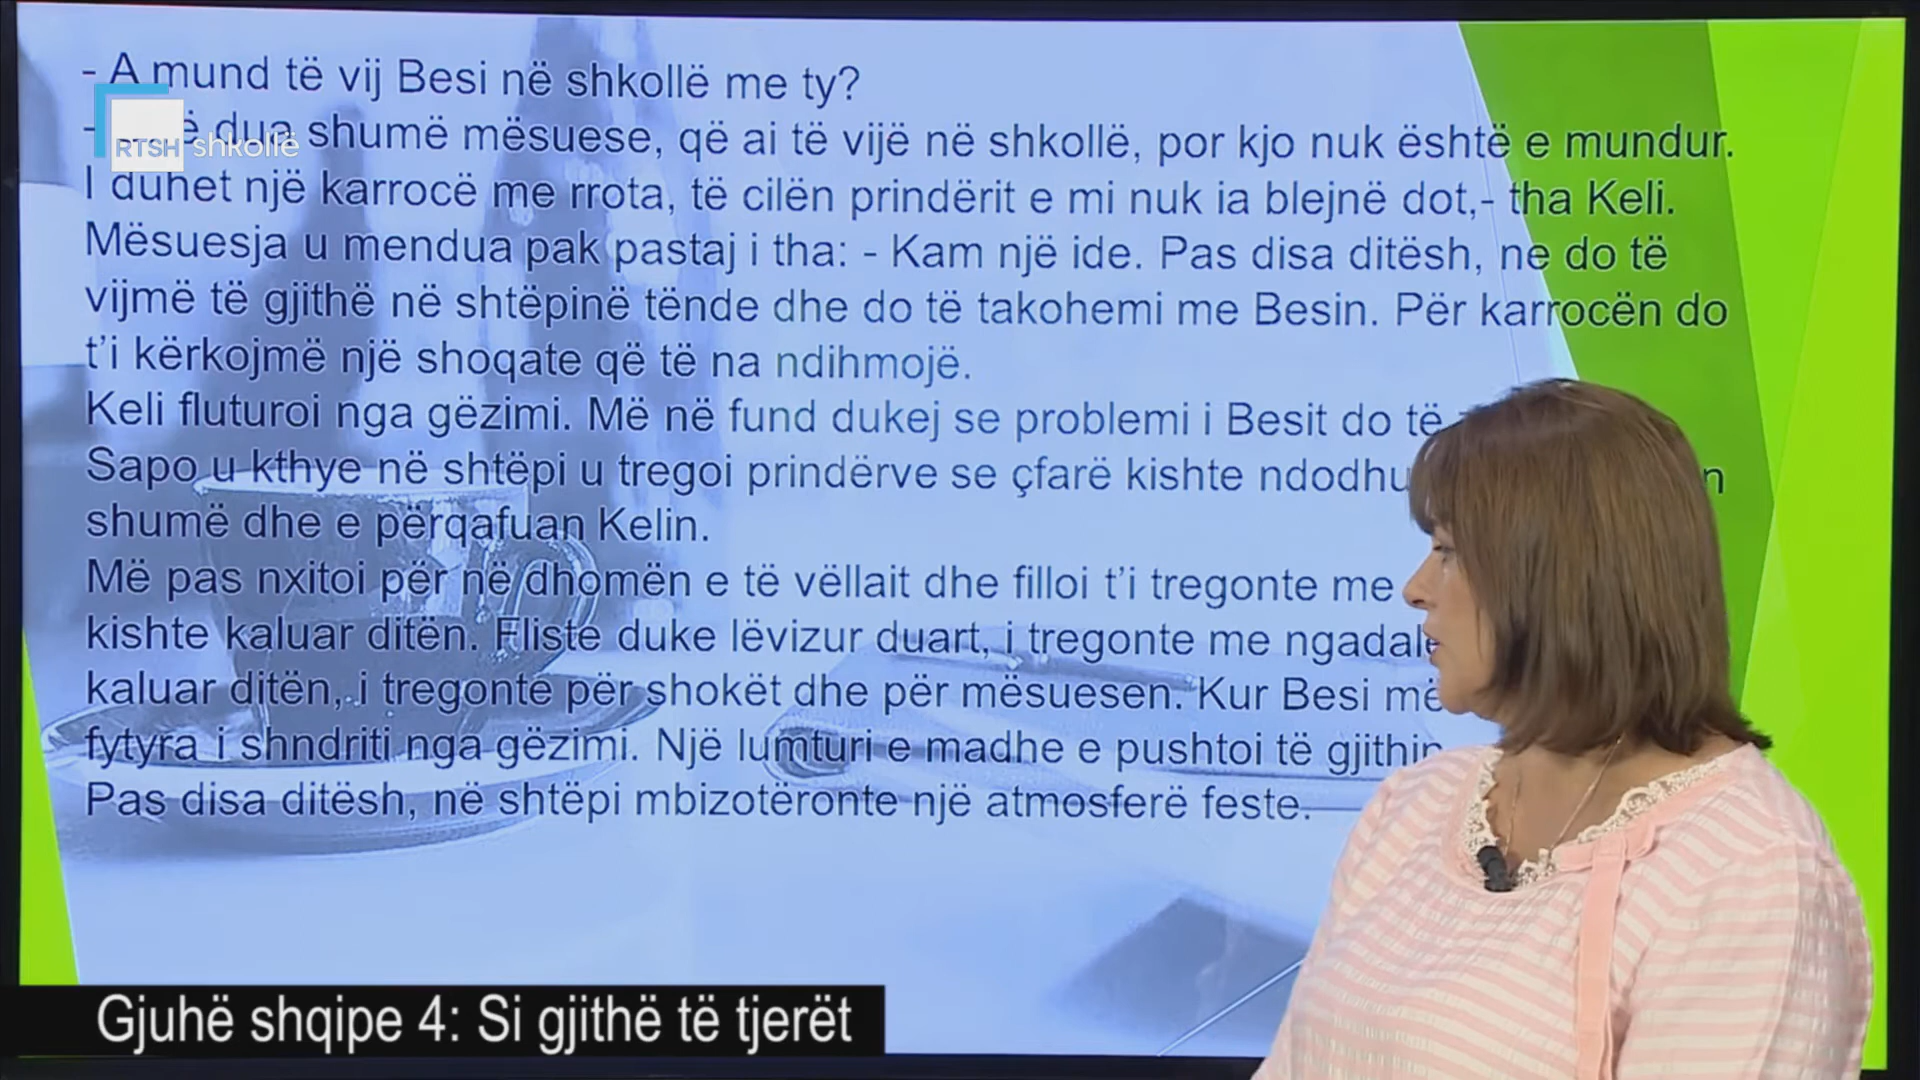 - A mund të vij Besi në shkollë me ty?
- dua shumë mësuese, që ai të vijë në shkollë, por kjo nuk është e mundur.
I duhet një karrocë me rrota, të cilën prindërit e mi nuk ia blejnë dot,- tha Keli.
Mësuesja u mendua pak pastaj i tha: - Kam një ide. Pas disa ditësh, ne do të
vijmë të gjithë në shtëpinë tënde dhe do të takohemi me Besin. Për karrocën do
t’i kërkojmë një shoqate që të na ndihmojë.
Keli fluturoi nga gëzimi. Më në fund dukej se problemi i Besit do të
Sapo u kthye në shtëpi u tregoi prindërve se çfarë kishte
shumë dhe e përqafuan Kelin.
Më pas nxitoi për në dhomën e të vëllait dhe filloi t’i tregonte me
kishte kaluar ditën. Fliste duke lëvizur duart, i tregonte me
kaluar ditën, i tregonte për shokët dhe për mësuesen. Kur Besi
fytyra i shndriti nga gëzimi. Një lumturi e madhe e pushtoi të
Pas disa ditësh, në shtëpi mbizotëronte një atmosferë feste.
RTSH shkollë
Gjuhë shqipe 4: Si gjithë të tjerët